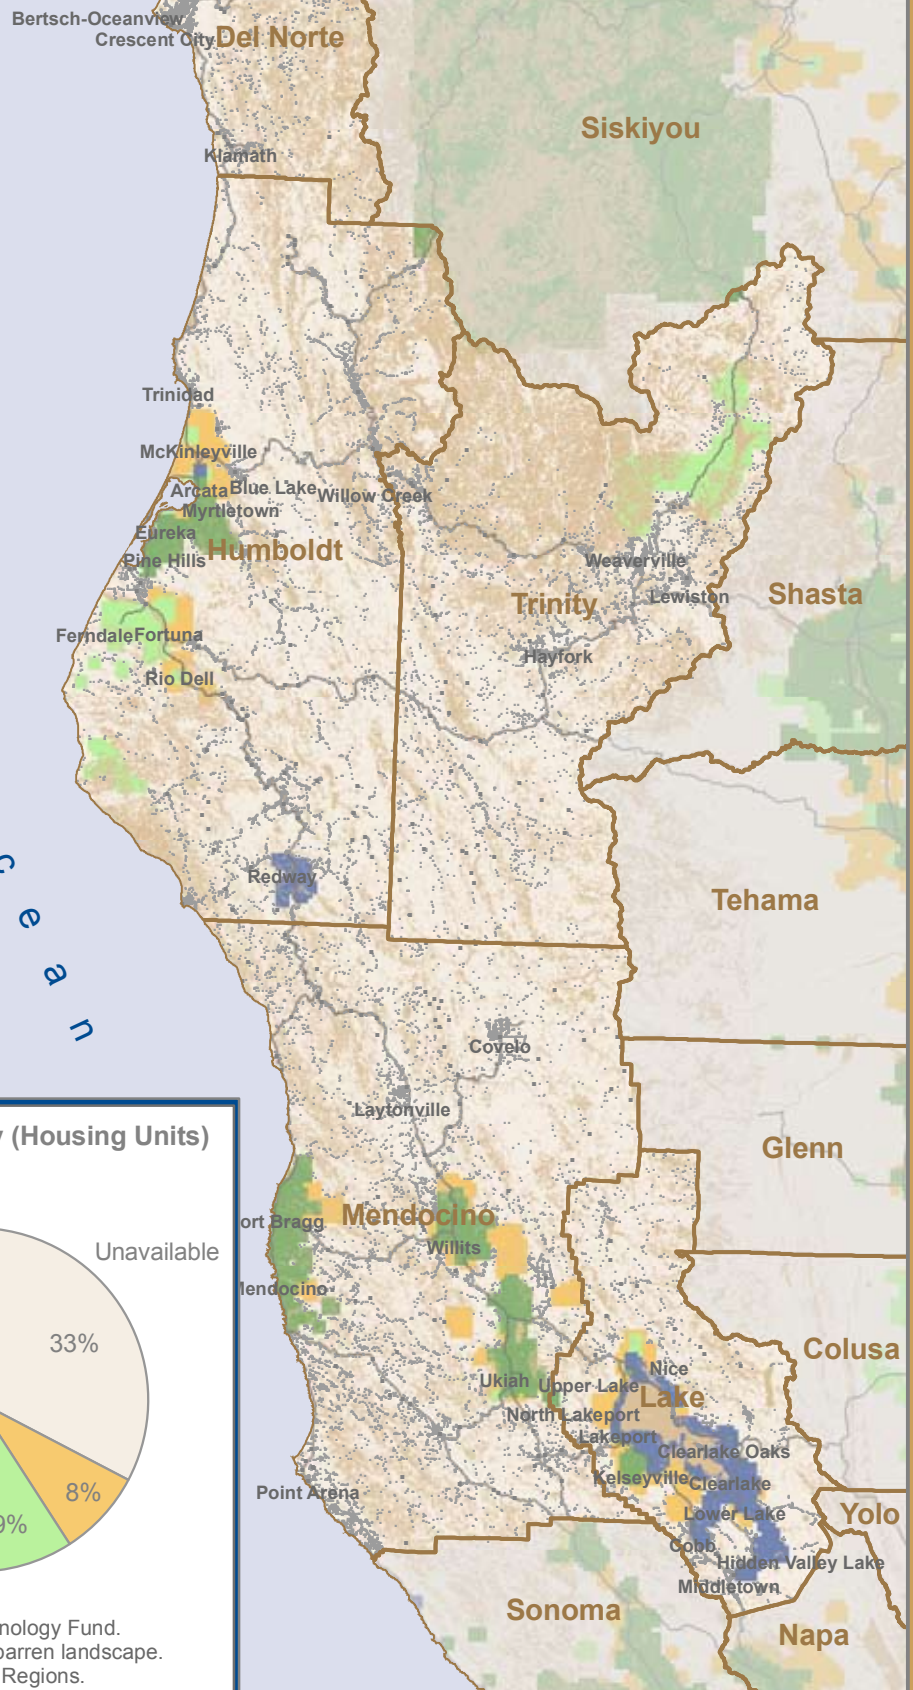 Bertsch-Oceanview
Crescent City
Del Norte
Siskiyou
Klamath
Trinidad
McKinleyville
Arcata
Blue Lake
Willow Creek
Myrtletown
Eureka
Pine Hills
Humboldt
Weaverville
Lewiston
Trinity
Shasta
Ferndale
Fortuna
Hayfork
Rio Dell
Redway
Tehama
c
e
a
n
Covelo
Laytonville
Glenn
y (Housing Units)
Unavailable
33%
8%
9%
ort Bragg
Mendocino
Willits
Mendocino
Colusa
Nice
Ukiah
Upper Lake
Lake
North Lakeport
Lakeport
Clearlake Oaks
Kelseyville
Clearlake
Point Arena
Lower Lake
Yolo
Cobb
Hidden Valley Lake
Middletown
Sonoma
Napa
nology Fund.
barren landscape.
Regions.